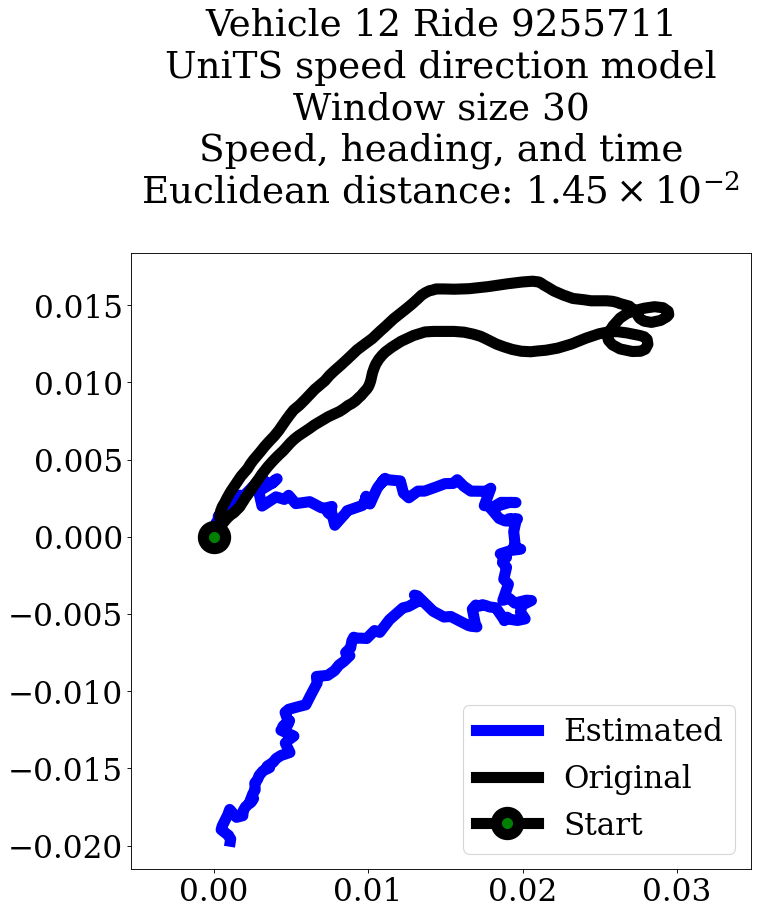 Vehicle 12 Ride 9255711
UniTS speed direction model
Window size 30
Speed, heading, and time
Euclidean distance: 1.45 × 10⁻²
0.015
0.010
0.005
0.000
−0.005
−0.010
−0.015
−0.020
0.00 0.01 0.02 0.03
Estimated
Original
Start